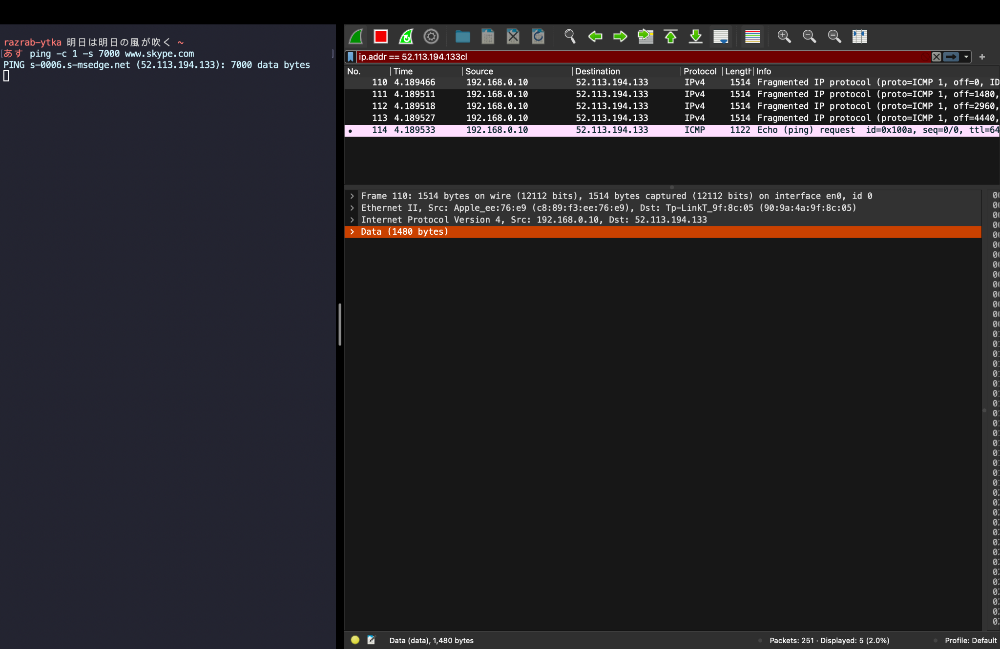 razrab-ytka 明日は明日の風が吹く ~
[あす ping -c 1 -s 7000 www.skype.com ]
PING s-0006.s-msedge.net (52.113.194.133): 7000 data bytes
ip.addr == 52.113.194.133cl
No. Time Source Destination Protocol Length Info
110 4.189466 192.168.0.10 52.113.194.133 IPv4 1514 Fragmented IP protocol (proto=ICMP 1, off=0, ID
111 4.189511 192.168.0.10 52.113.194.133 IPv4 1514 Fragmented IP protocol (proto=ICMP 1, off=1480,
112 4.189518 192.168.0.10 52.113.194.133 IPv4 1514 Fragmented IP protocol (proto=ICMP 1, off=2960,
113 4.189527 192.168.0.10 52.113.194.133 IPv4 1514 Fragmented IP protocol (proto=ICMP 1, off=4440,
114 4.189533 192.168.0.10 52.113.194.133 ICMP 1122 Echo (ping) request id=0x100a, seq=0/0, ttl=64
Frame 110: 1514 bytes on wire (12112 bits), 1514 bytes captured (12112 bits) on interface en0, id 0
Ethernet II, Src: Apple_ee:76:e9 (c8:89:f3:ee:76:e9), Dst: Tp-LinkT_9f:8c:05 (90:9a:4a:9f:8c:05)
Internet Protocol Version 4, Src: 192.168.0.10, Dst: 52.113.194.133
Data (1480 bytes)
Data (data), 1,480 bytes
Packets: 251 · Displayed: 5 (2.0%)
Profile: Default